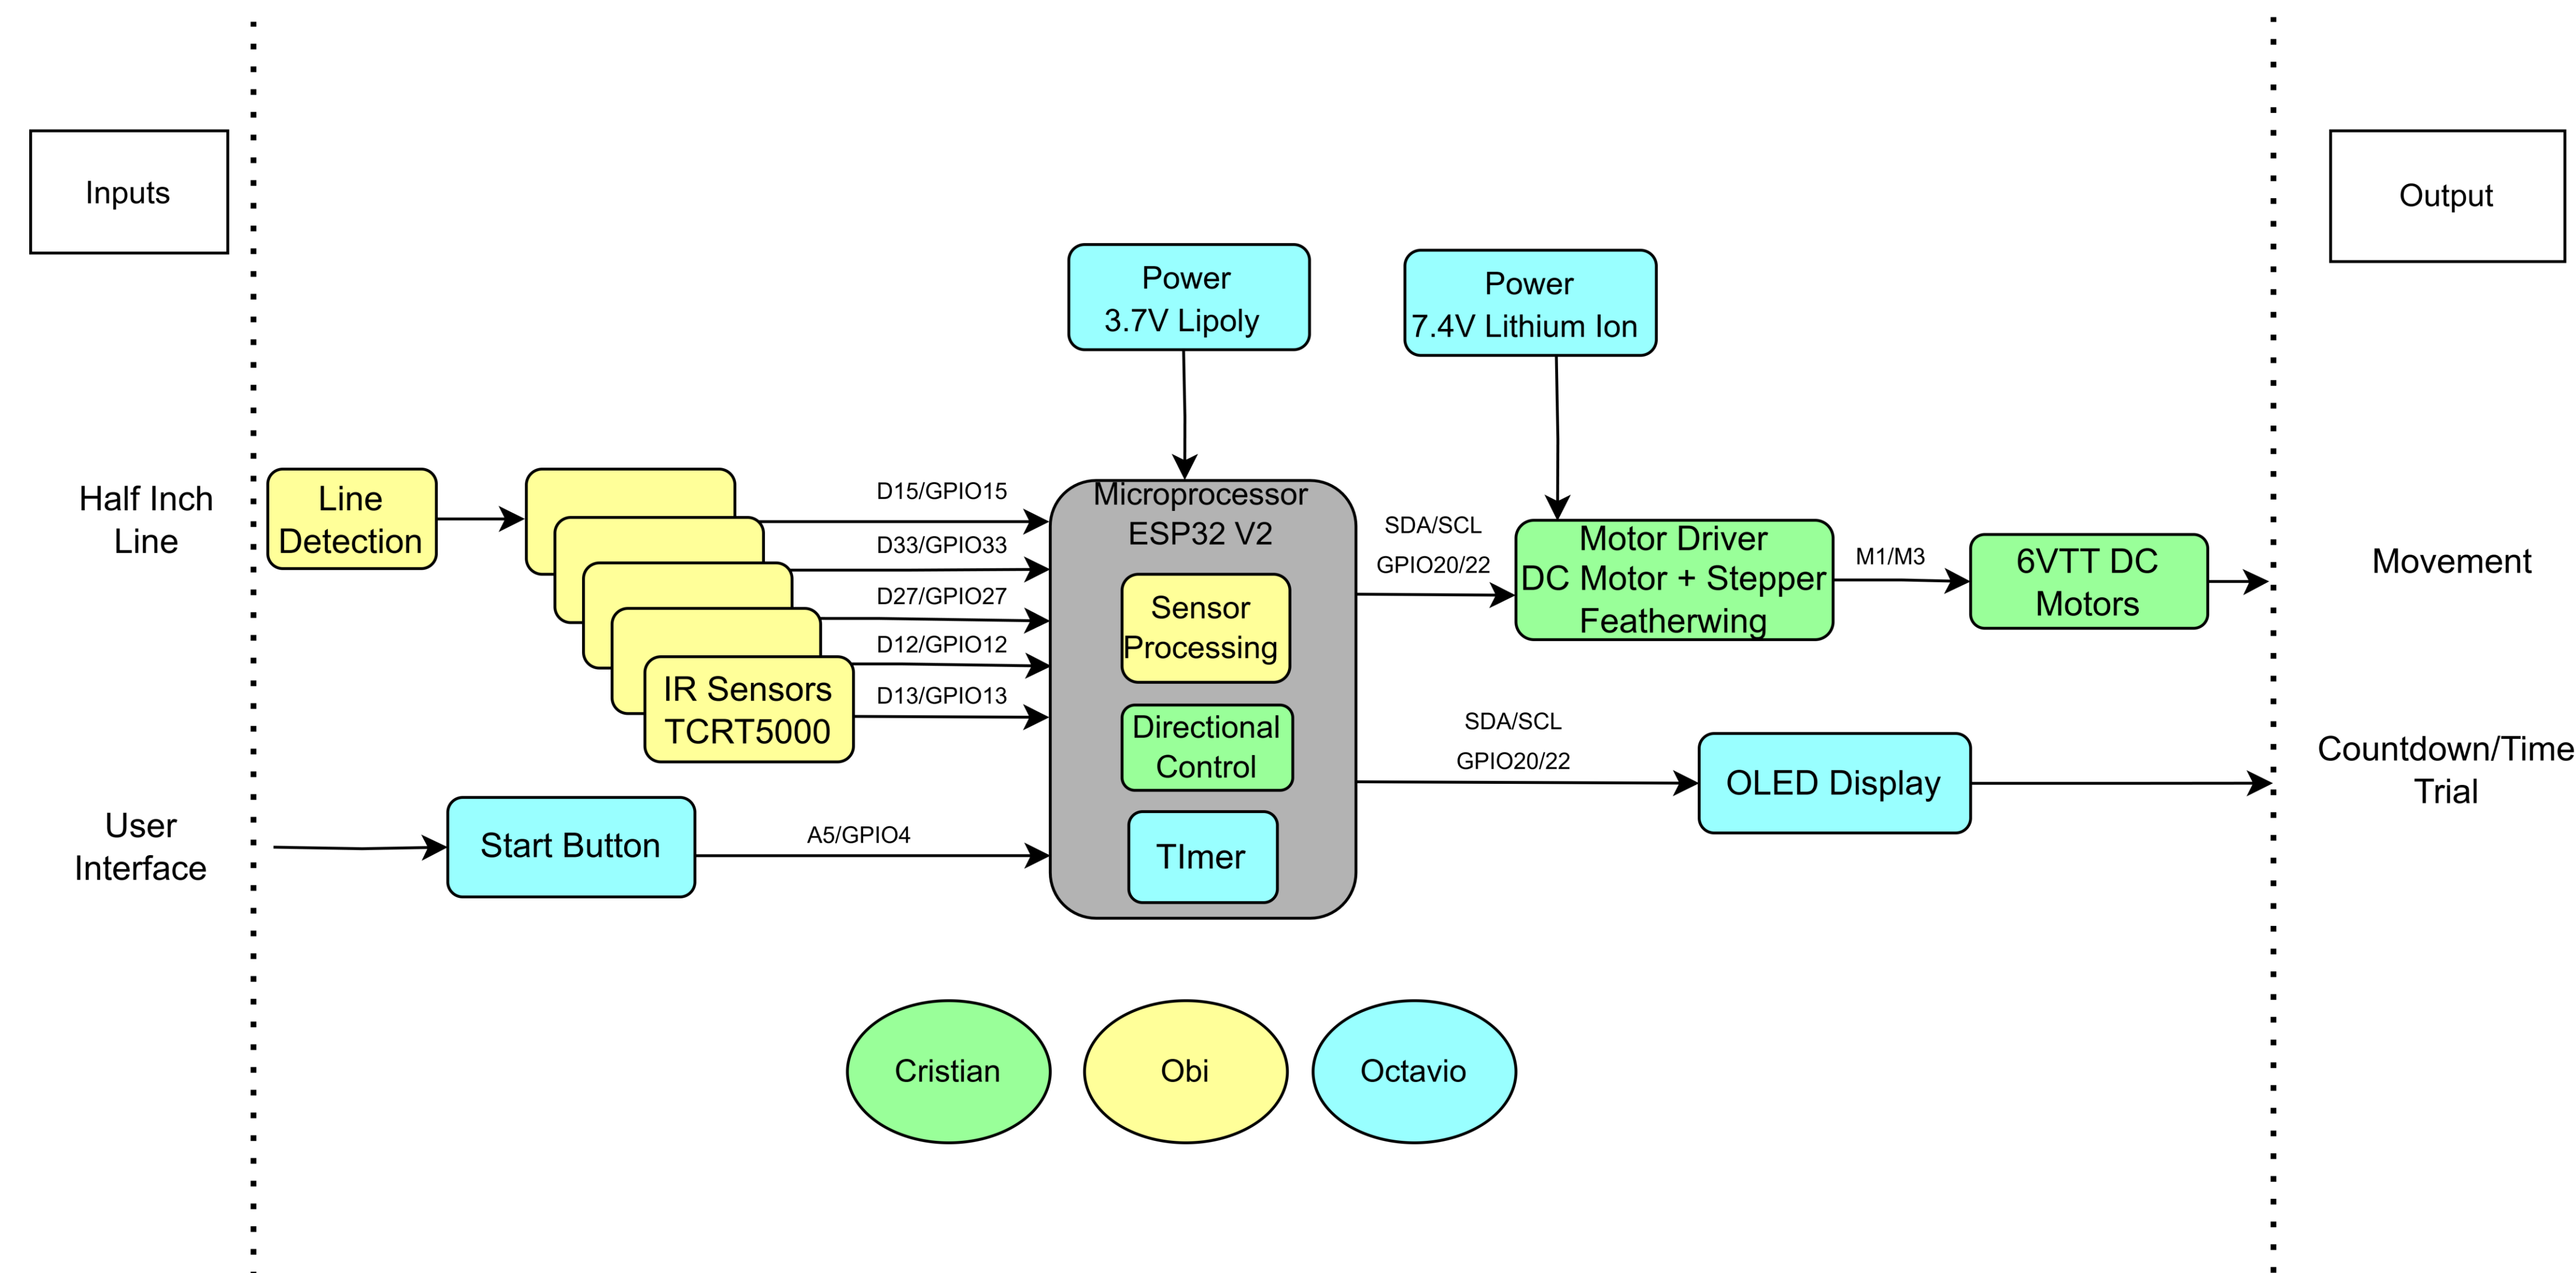 Inputs
Output
Power
3.7V Lipoly
Power
7.4V Lithium Ion
Half Inch
Line
Line
Detection
IR Sensors
TCRT5000
D15/GPIO15
D33/GPIO33
D27/GPIO27
D12/GPIO12
D13/GPIO13
Microprocessor
ESP32 V2
Sensor
Processing
Directional
Control
TImer
SDA/SCL
GPIO20/22
Motor Driver
DC Motor + Stepper
Featherwing
M1/M3
6VTT DC
Motors
Movement
User
Interface
Start Button
A5/GPIO4
SDA/SCL
GPIO20/22
OLED Display
Countdown/Time
Trial
Cristian
Obi
Octavio